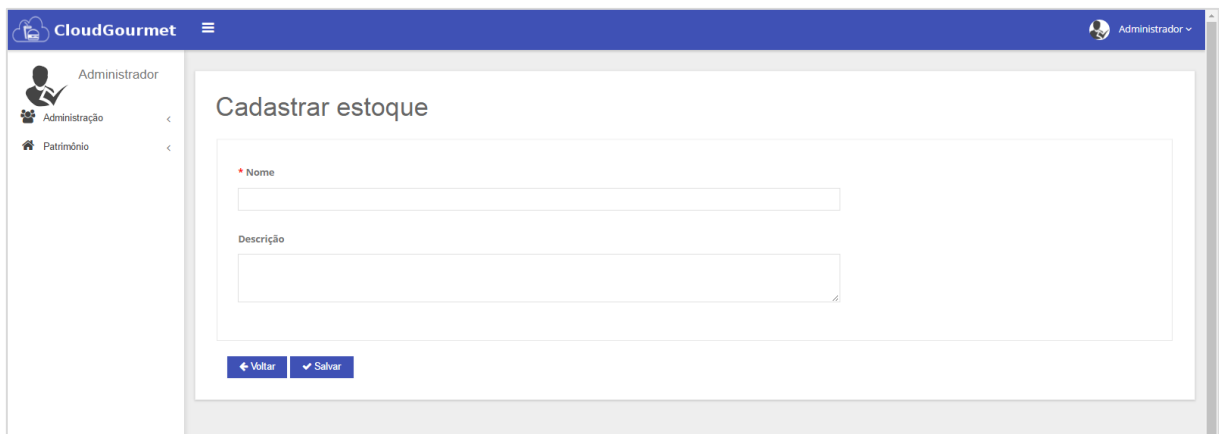 CloudGourmet
Administrador
Administrador
Administração
Patrimônio
Cadastrar estoque
* Nome
Descrição
Voltar
Salvar